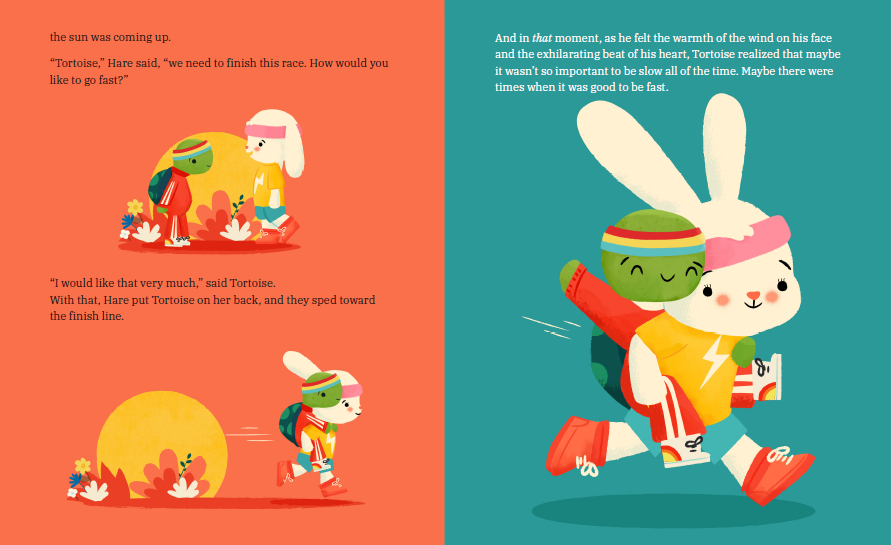 the sun was coming up.
“Tortoise,” Hare said, “we need to finish this race. How would you
like to go fast?”
“I would like that very much,” said Tortoise.
With that, Hare put Tortoise on her back, and they sped toward
the finish line.
And in that moment, as he felt the warmth of the wind on his face
and the exhilarating beat of his heart, Tortoise realized that maybe
it wasn’t so important to be slow all of the time. Maybe there were
times when it was good to be fast.